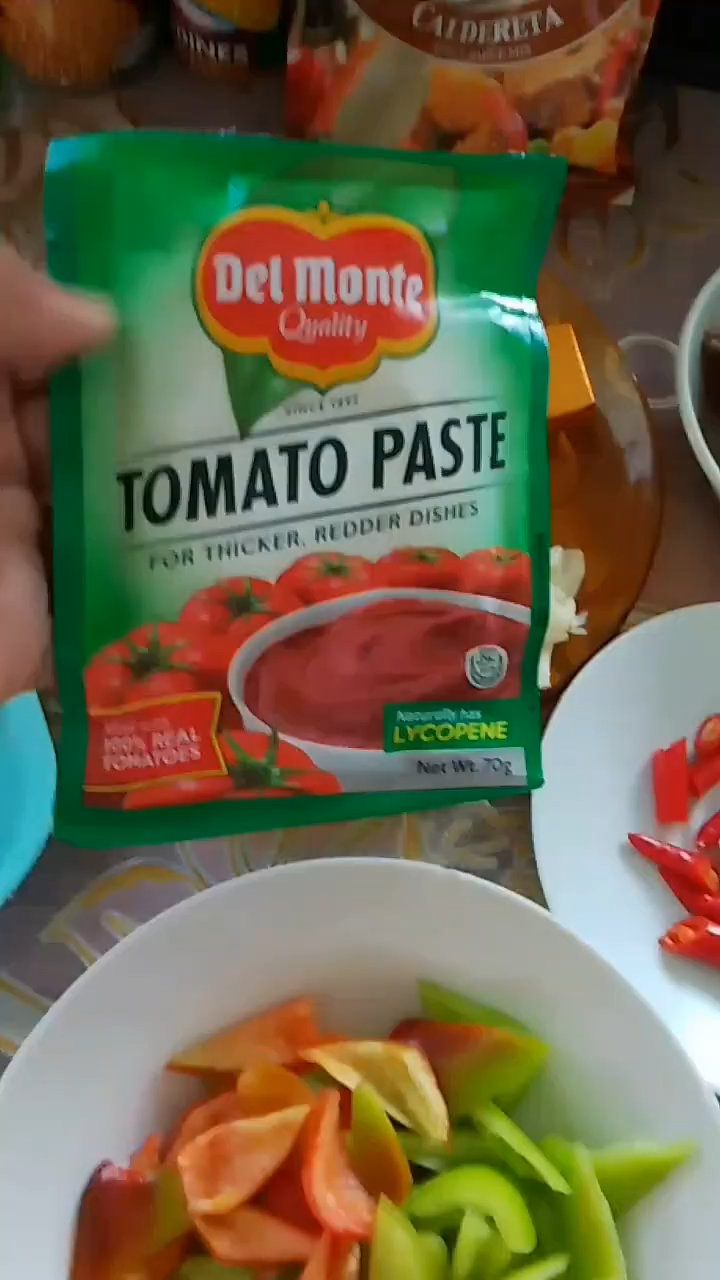 CALDERETA
Del Monte
Quality
SINCE 1892
TOMATO PASTE
FOR THICKER, REDDER DISHES
100% REAL
TOMATOES
Naturally has
LYCOPENE
Net Wt. 70g